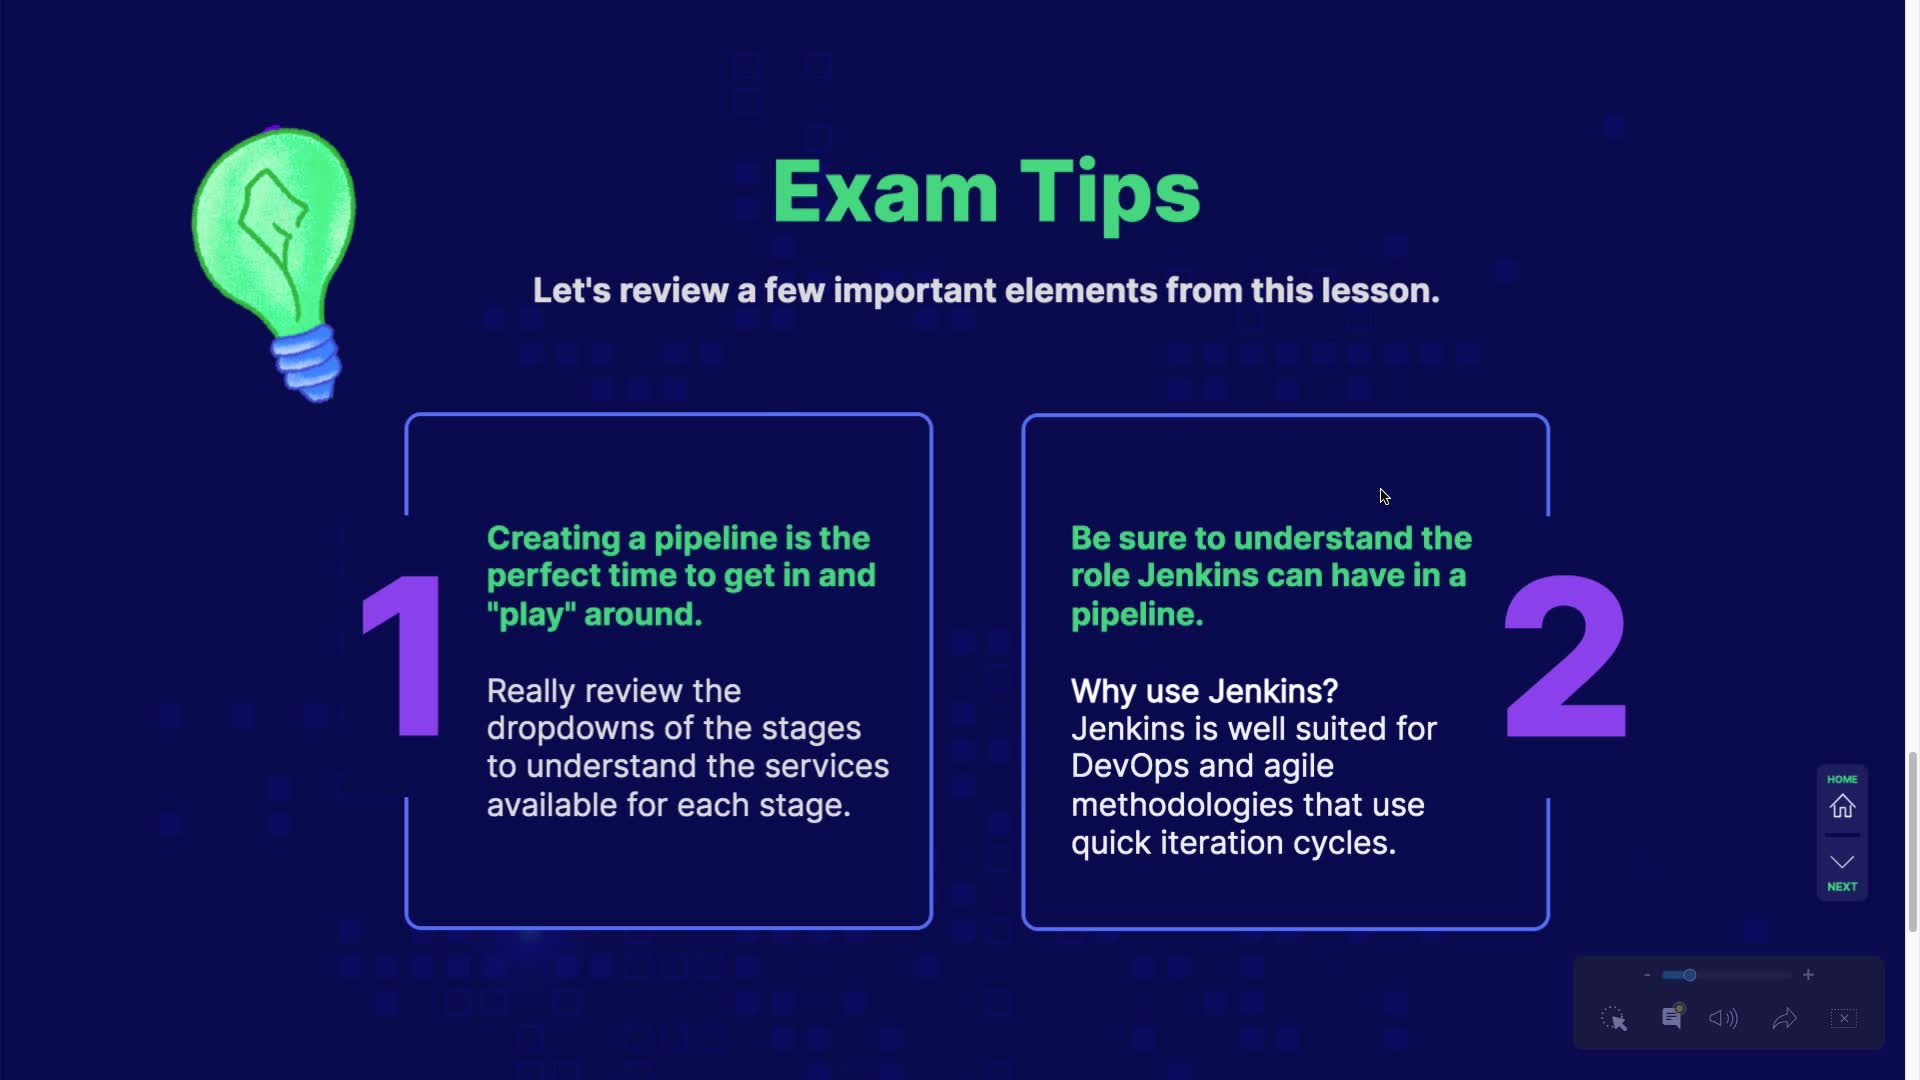 Exam Tips
Let's review a few important elements from this lesson.
1
Creating a pipeline is the
perfect time to get in and
"play" around.
Really review the
dropdowns of the stages
to understand the services
available for each stage.
2
Be sure to understand the
role Jenkins can have in a
pipeline.
Why use Jenkins?
Jenkins is well suited for
DevOps and agile
methodologies that use
quick iteration cycles.
HOME
NEXT
- +